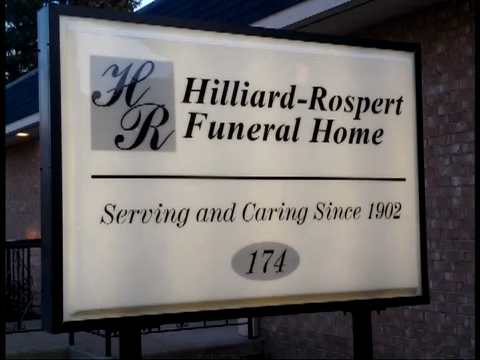 HR
Hilliard-Rospert
Funeral Home
Serving and Caring Since 1902
174